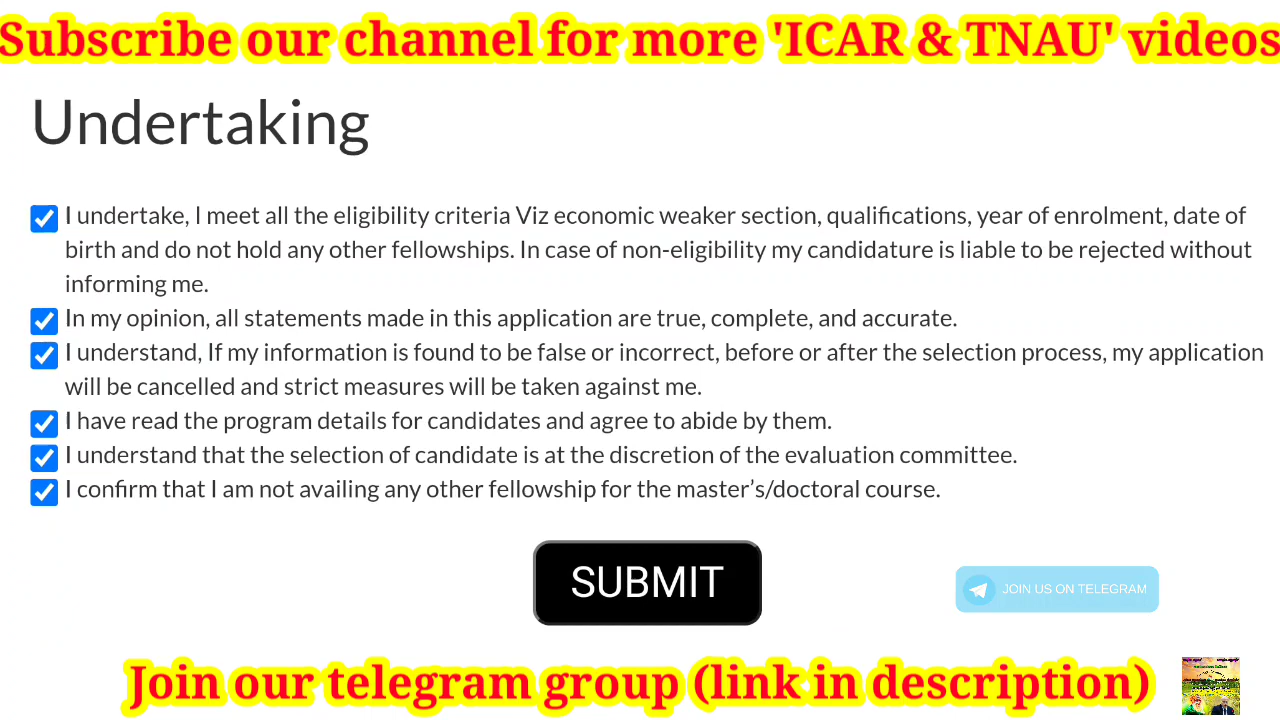 Subscribe our channel for more 'ICAR & TNAU' videos
Undertaking
I undertake, I meet all the eligibility criteria Viz economic weaker section, qualifications, year of enrolment, date of
birth and do not hold any other fellowships. In case of non-eligibility my candidature is liable to be rejected without
informing me.
In my opinion, all statements made in this application are true, complete, and accurate.
I understand, If my information is found to be false or incorrect, before or after the selection process, my application
will be cancelled and strict measures will be taken against me.
I have read the program details for candidates and agree to abide by them.
I understand that the selection of candidate is at the discretion of the evaluation committee.
I confirm that I am not availing any other fellowship for the master’s/doctoral course.
SUBMIT
JOIN US ON TELEGRAM
Join our telegram group (link in description)